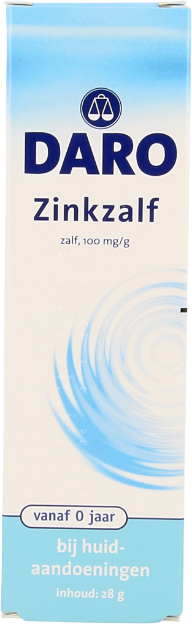 DARO
Zinkzalf
zalf, 100 mg/g
vanaf 0 jaar
bij huid-
aandoeningen
inhoud: 28 g